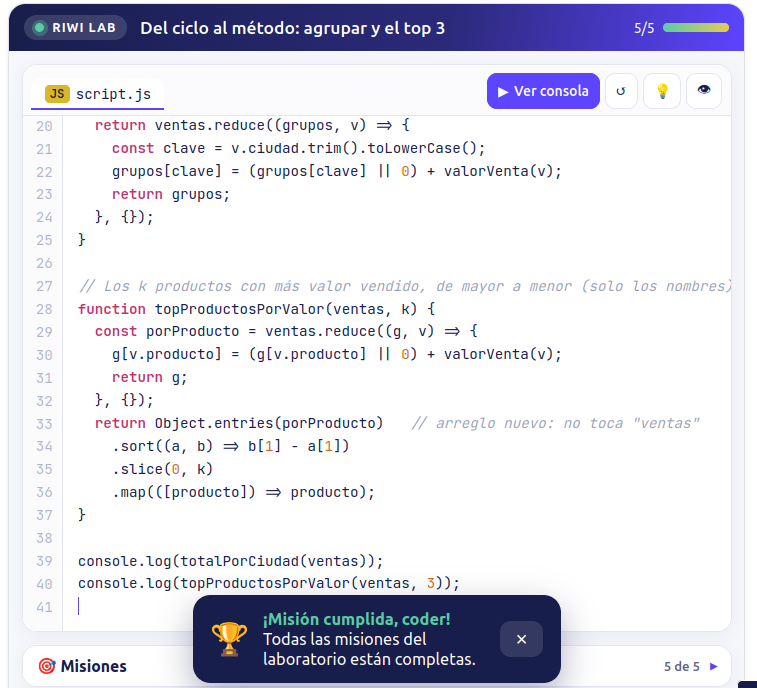 RIWI LAB Del ciclo al método: agrupar y el top 3 5/5
JS script.js ▶ Ver consola
20 return ventas.reduce((grupos, v) => {
21 const clave = v.ciudad.trim().toLowerCase();
22 grupos[clave] = (grupos[clave] || 0) + valorVenta(v);
23 return grupos;
24 }, {});
25 }
26
27 // Los k productos con más valor vendido, de mayor a menor (solo los nombres)
28 function topProductosPorValor(ventas, k) {
29 const porProducto = ventas.reduce((g, v) => {
30 g[v.producto] = (g[v.producto] || 0) + valorVenta(v);
31 return g;
32 }, {});
33 return Object.entries(porProducto) // arreglo nuevo: no toca "ventas"
34 .sort((a, b) => b[1] - a[1])
35 .slice(0, k)
36 .map(([producto]) => producto);
37 }
38
39 console.log(totalPorCiudad(ventas));
40 console.log(topProductosPorValor(ventas, 3));
41
¡Misión cumplida, coder!
Todas las misiones del
laboratorio están completas.
Misiones 5 de 5 ▶